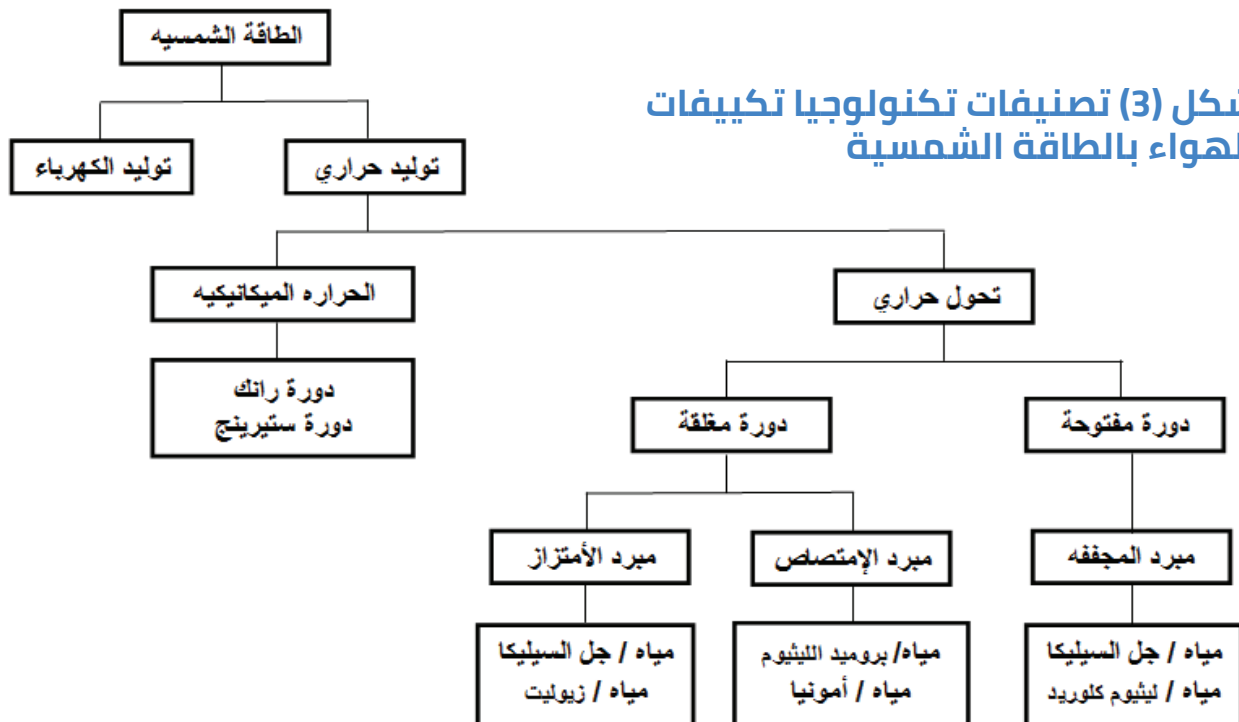 شكل (3) تصنيفات تكنولوجيا تكييفات
الهواء بالطاقة الشمسية
الطاقة الشمسيه
توليد حراري
توليد الكهرباء
تحول حراري
الحراره الميكانيكيه
دورة رانك
دورة ستيرينج
دورة مفتوحة
دورة مغلقة
مبرد المجففه
مبرد الإمتصاص
مبرد الأمتزاز
مياه / جل السيليكا
مياه / ليثيوم كلوريد
مياه/ بروميد الليثيوم
مياه / أمونيا
مياه / جل السيليكا
مياه / زيوليت